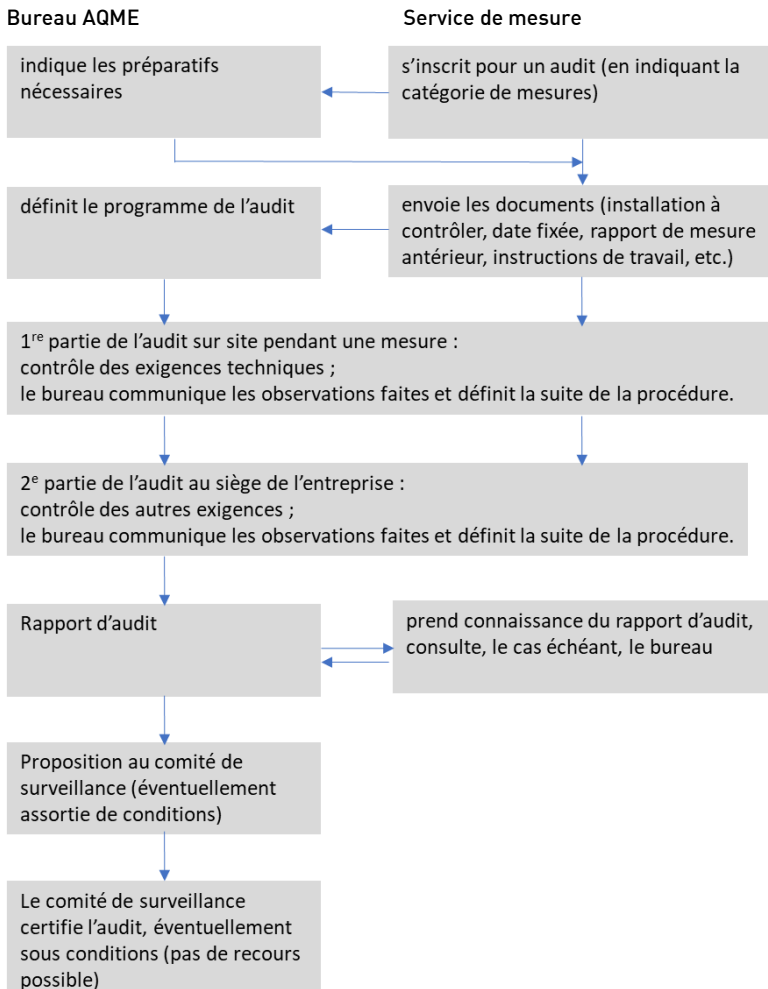 Bureau AQME
Service de mesure
indique les préparatifs
nécessaires
s’inscrit pour un audit (en indiquant la
catégorie de mesures)
définit le programme de l’audit
envoie les documents (installation à
contrôler, date fixée, rapport de mesure
antérieur, instructions de travail, etc.)
1re partie de l’audit sur site pendant une mesure :
contrôle des exigences techniques ;
le bureau communique les observations faites et définit la suite de la procédure.
2e partie de l’audit au siège de l’entreprise :
contrôle des autres exigences ;
le bureau communique les observations faites et définit la suite de la procédure.
Rapport d’audit
prend connaissance du rapport d’audit,
consulte, le cas échéant, le bureau
Proposition au comité de
surveillance (éventuellement
assortie de conditions)
Le comité de surveillance
certifie l’audit, éventuellement
sous conditions (pas de recours
possible)